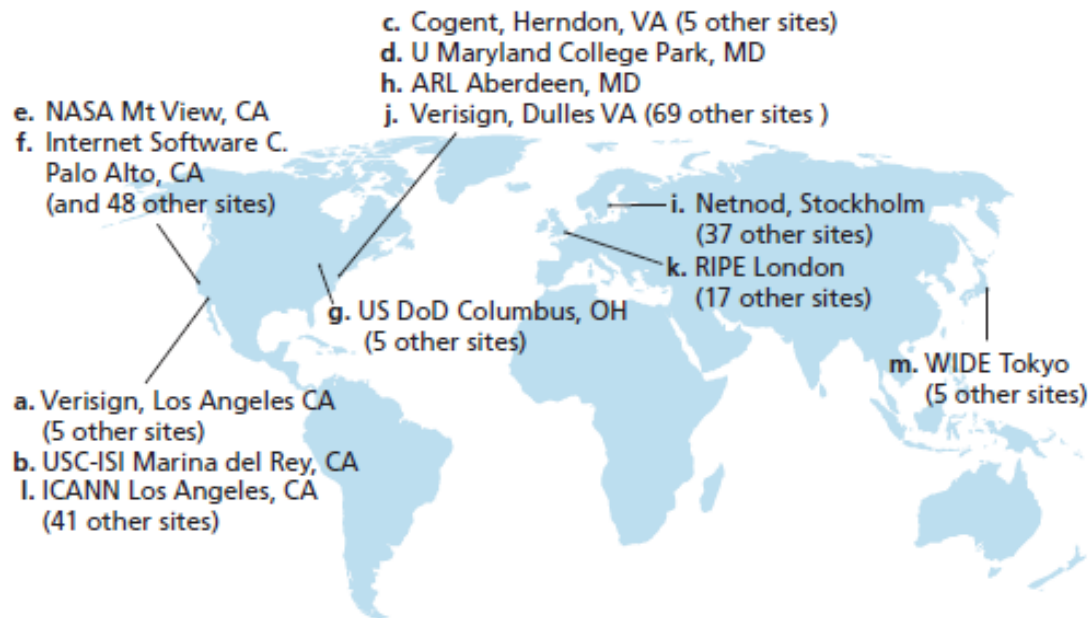 c. Cogent, Herndon, VA (5 other sites)
d. U Maryland College Park, MD
h. ARL Aberdeen, MD
j. Verisign, Dulles VA (69 other sites )
e. NASA Mt View, CA
f. Internet Software C.
Palo Alto, CA
(and 48 other sites)
i. Netnod, Stockholm
(37 other sites)
k. RIPE London
(17 other sites)
g. US DoD Columbus, OH
(5 other sites)
m. WIDE Tokyo
(5 other sites)
a. Verisign, Los Angeles CA
(5 other sites)
b. USC-ISI Marina del Rey, CA
l. ICANN Los Angeles, CA
(41 other sites)